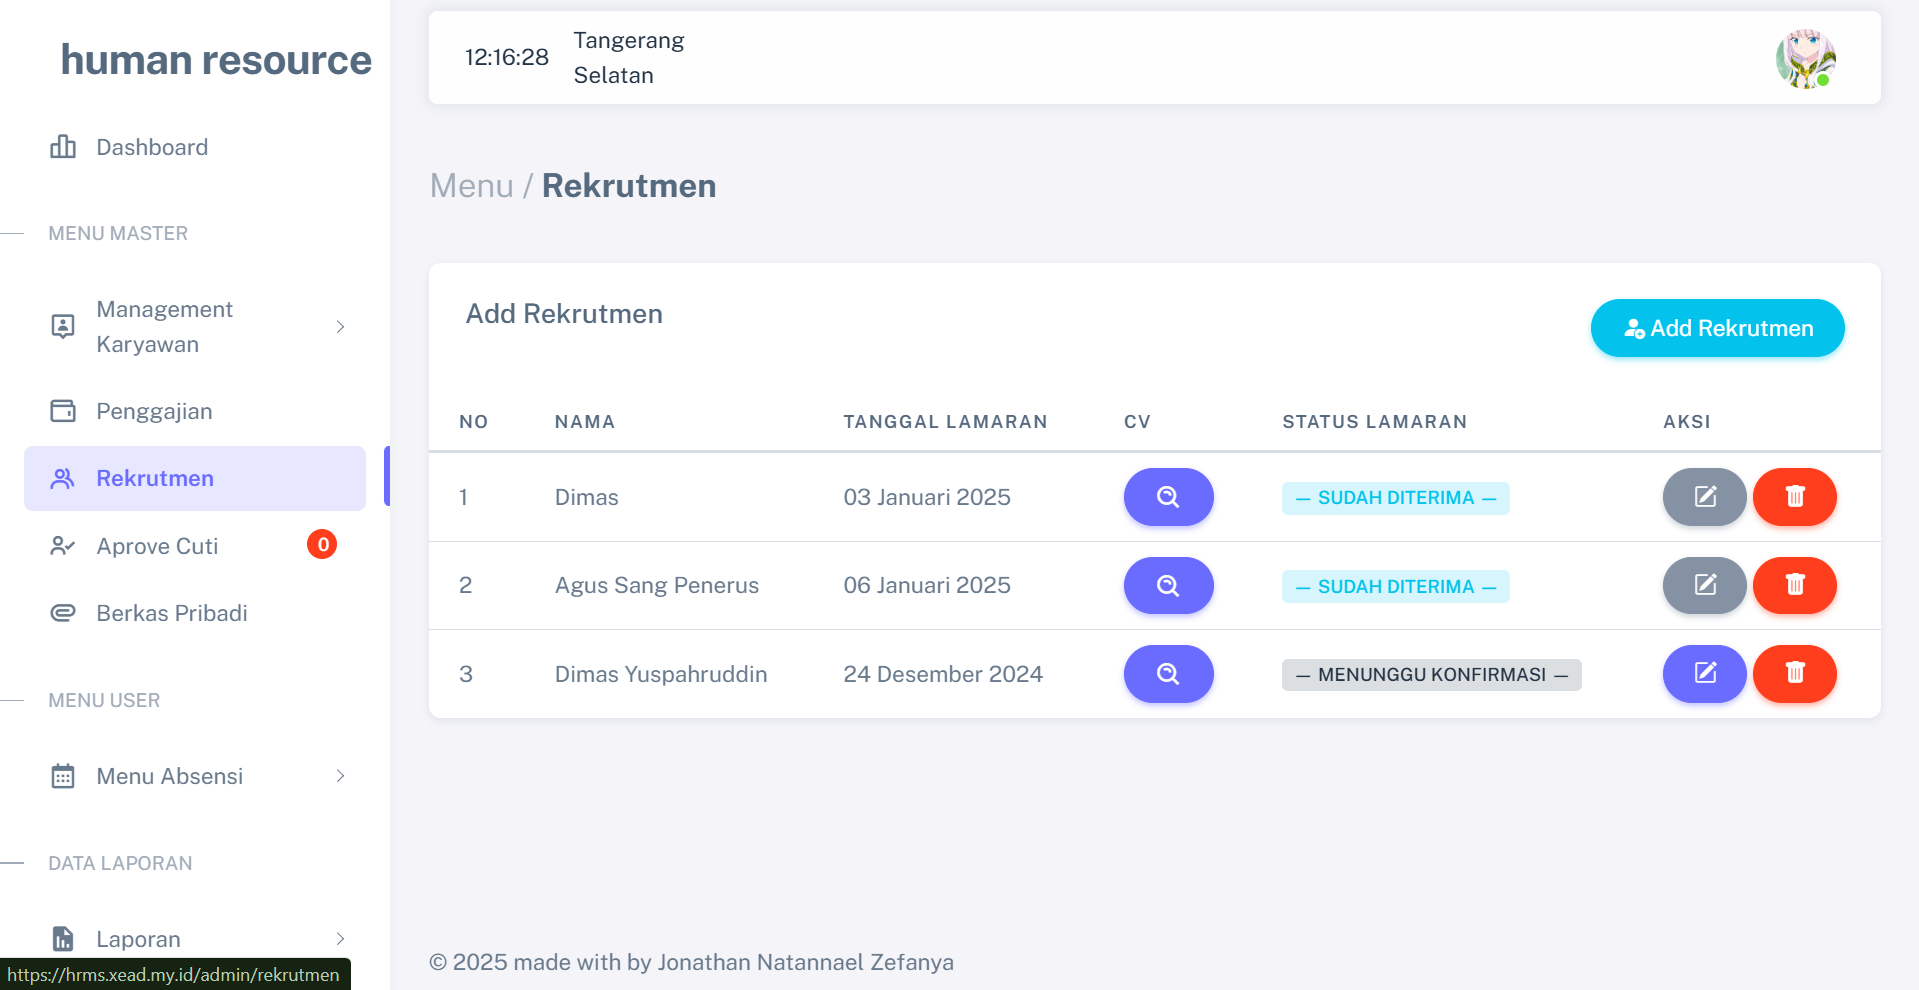 human resource
Dashboard
MENU MASTER
Management
Karyawan
Penggajian
Rekrutmen
Aprove Cuti
0
Berkas Pribadi
MENU USER
Menu Absensi
DATA LAPORAN
Laporan
https://hrms.xead.my.id/admin/rekrutmen
12:16:28
Tangerang
Selatan
Menu / Rekrutmen
Add Rekrutmen
Add Rekrutmen
NO NAMA TANGGAL LAMARAN CV STATUS LAMARAN AKSI
1 Dimas 03 Januari 2025 — SUDAH DITERIMA —
2 Agus Sang Penerus 06 Januari 2025 — SUDAH DITERIMA —
3 Dimas Yuspahruddin 24 Desember 2024 — MENUNGGU KONFIRMASI —
© 2025 made with by Jonathan Natannael Zefanya